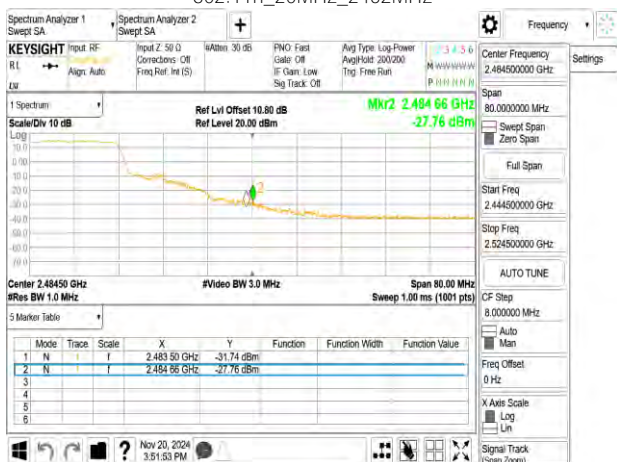 Spectrum Analyzer 1
Swept SA
Spectrum Analyzer 2
Swept SA
+
Frequency
KEYSIGHT
RL
Input: RF
Align: Auto
Input Z: 50 Ω
Corrections: Off
Freq Ref: Int (S)
#Atten: 30 dB
PNO: Fast
Gate: Off
IF Gain: Low
Sig Track: Off
Avg Type: Log-Power
Avg|Hold: 200/200
Trig: Free Run
3 4 5 6
M W W W W W
P N N N N N
Center Frequency
2.484500000 GHz
Settings
Span
80.0000000 MHz
Swept Span
Zero Span
Full Span
Start Freq
2.444500000 GHz
Stop Freq
2.524500000 GHz
AUTO TUNE
CF Step
8.000000 MHz
Auto
Man
Freq Offset
0 Hz
X Axis Scale
Log
Lin
Signal Track
(Span Zoom)
1 Spectrum
Scale/Div 10 dB
Ref Lvl Offset 10.80 dB
Ref Level 20.00 dBm
Mkr2 2.484 66 GHz
-27.76 dBm
Log
2
Center 2.48450 GHz
#Res BW 1.0 MHz
#Video BW 3.0 MHz
Span 80.00 MHz
Sweep 1.00 ms (1001 pts)
5 Marker Table
Mode Trace Scale X Y Function Function Width Function Value
1 N 1 f 2.483 50 GHz -31.74 dBm
2 N 1 f 2.484 66 GHz -27.76 dBm
3
4
5
6
?
Nov 20, 2024
3:51:53 PM